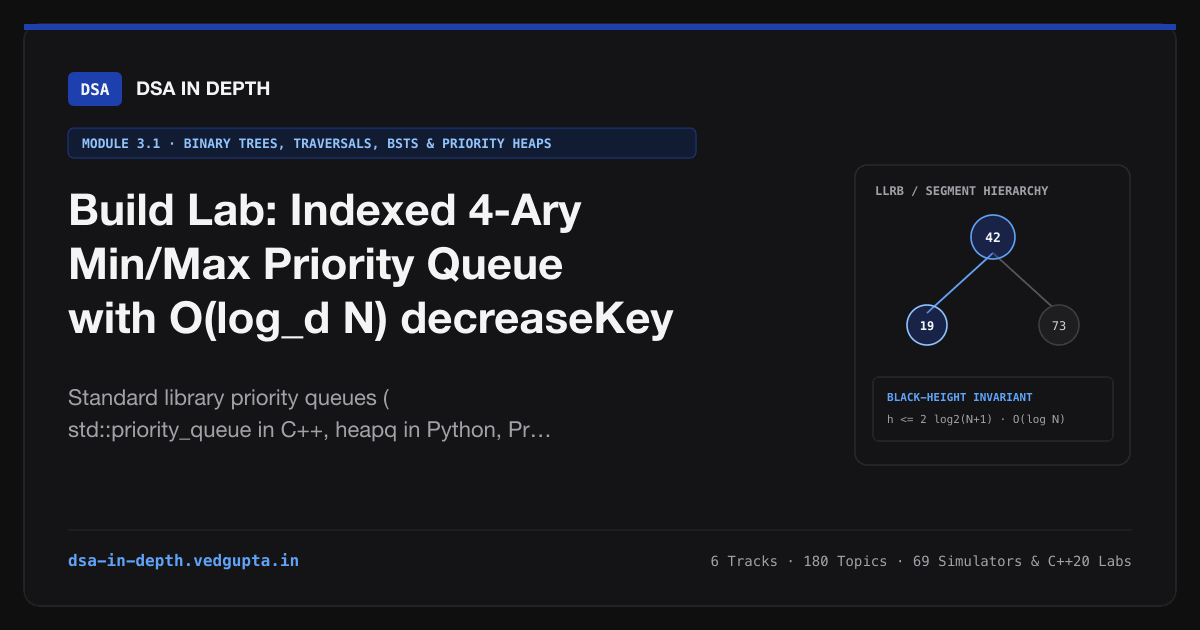 DSA
DSA IN DEPTH
MODULE 3.1 · BINARY TREES, TRAVERSALS, BSTS & PRIORITY HEAPS
Build Lab: Indexed 4-Ary
Min/Max Priority Queue
with O(log_d N) decreaseKey
Standard library priority queues (
std::priority_queue in C++, heapq in Python, Pr…
LLRB / SEGMENT HIERARCHY
42
19
73
BLACK-HEIGHT INVARIANT
h <= 2 log2(N+1) · O(log N)
dsa-in-depth.vedgupta.in
6 Tracks · 180 Topics · 69 Simulators & C++20 Labs